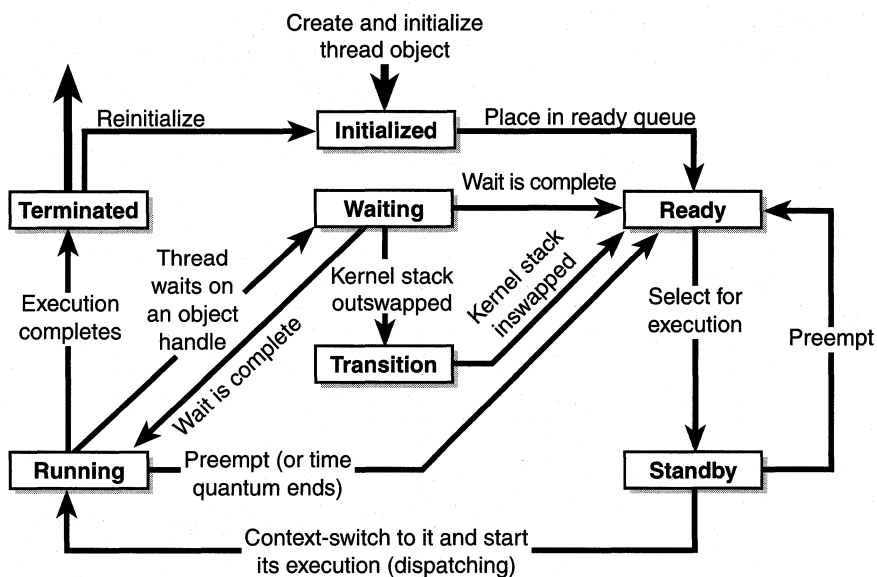 Create and initialize
thread object
Reinitialize
Initialized
Place in ready queue
Terminated
Waiting
Wait is complete
Ready
Thread
waits on
an object
handle
Kernel stack
outswapped
Kernel stack
inswapped
Select for
execution
Execution
completes
Preempt
Transition
Wait is complete
Running
Preempt (or time
quantum ends)
Standby
Context-switch to it and start
its execution (dispatching)